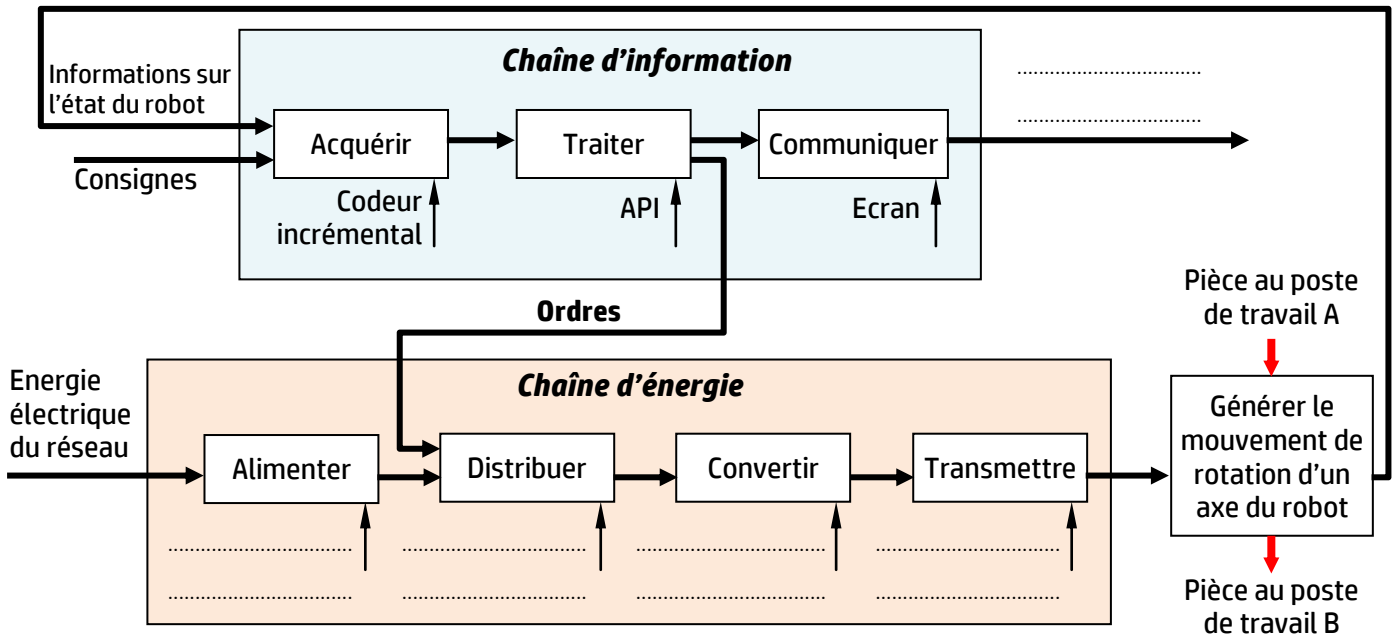 Chaîne d'information
Informations sur
l'état du robot
Consignes
Acquérir
Traiter
Communiquer
Codeur
incrémental
API
Ecran
..........................................
..........................................
Ordres
Chaîne d'énergie
Energie
électrique
du réseau
Alimenter
Distribuer
Convertir
Transmettre
..........................................
..........................................
..........................................
..........................................
..........................................
..........................................
..........................................
..........................................
Pièce au poste
de travail A
Générer le
mouvement de
rotation d'un
axe du robot
Pièce au poste
de travail B